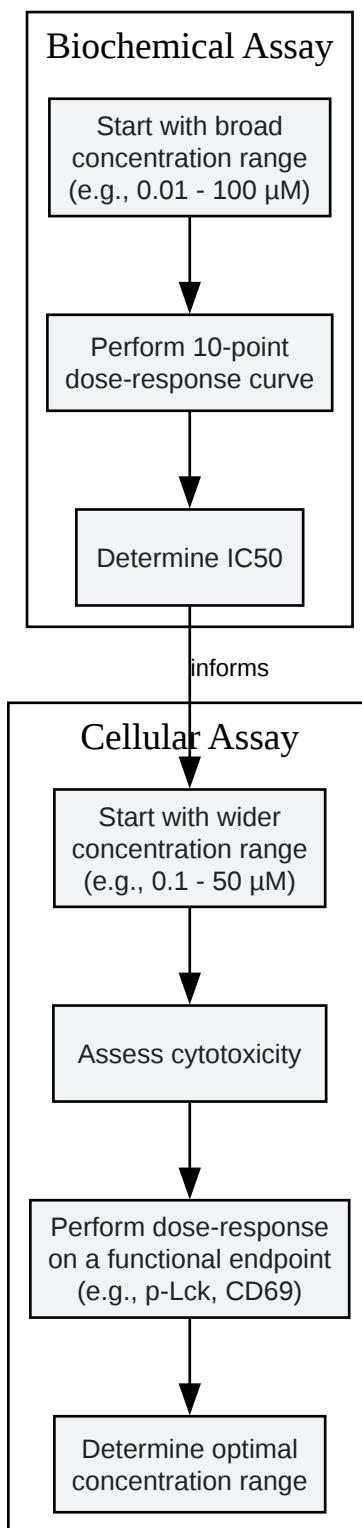 Biochemical Assay
Start with broad
concentration range
(e.g., 0.01 - 100 µM)
Perform 10-point
dose-response curve
Determine IC50
informs
Cellular Assay
Start with wider
concentration range
(e.g., 0.1 - 50 µM)
Assess cytotoxicity
Perform dose-response
on a functional endpoint
(e.g., p-Lck, CD69)
Determine optimal
concentration range